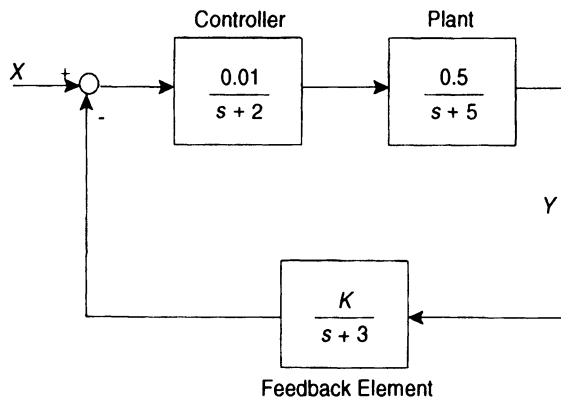 Controller
Plant
X
+
-
0.01
s + 2
0.5
s + 5
Y
K
s + 3
Feedback Element